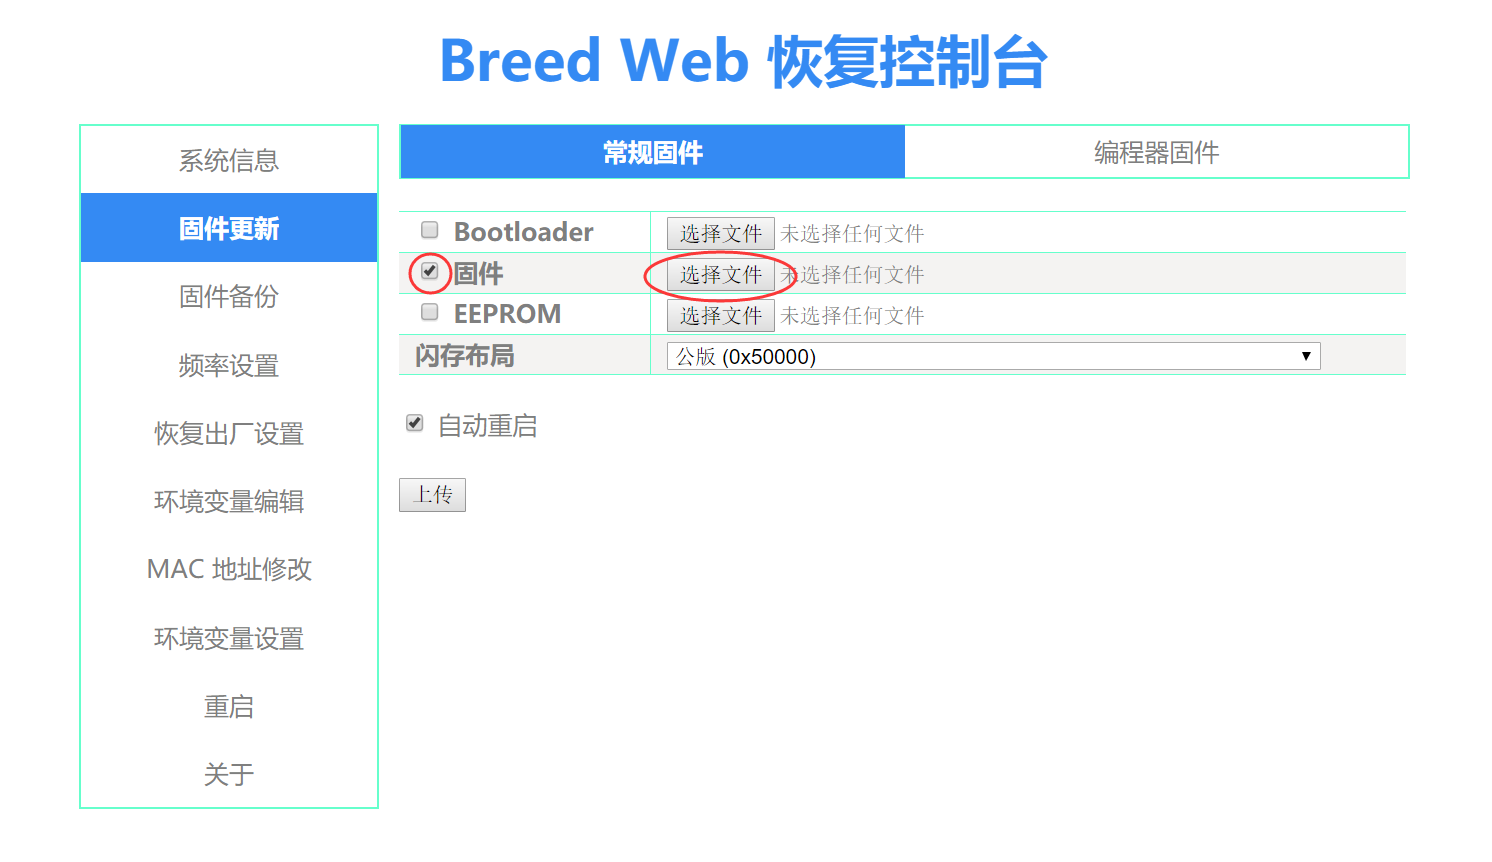 Breed Web 恢复控制台
系统信息
固件更新
固件备份
频率设置
恢复出厂设置
环境变量编辑
MAC 地址修改
环境变量设置
重启
关于
常规固件 编程器固件
Bootloader 选择文件 未选择任何文件
固件 选择文件 未选择任何文件
EEPROM 选择文件 未选择任何文件
闪存布局 公版 (0x50000)
自动重启
上传